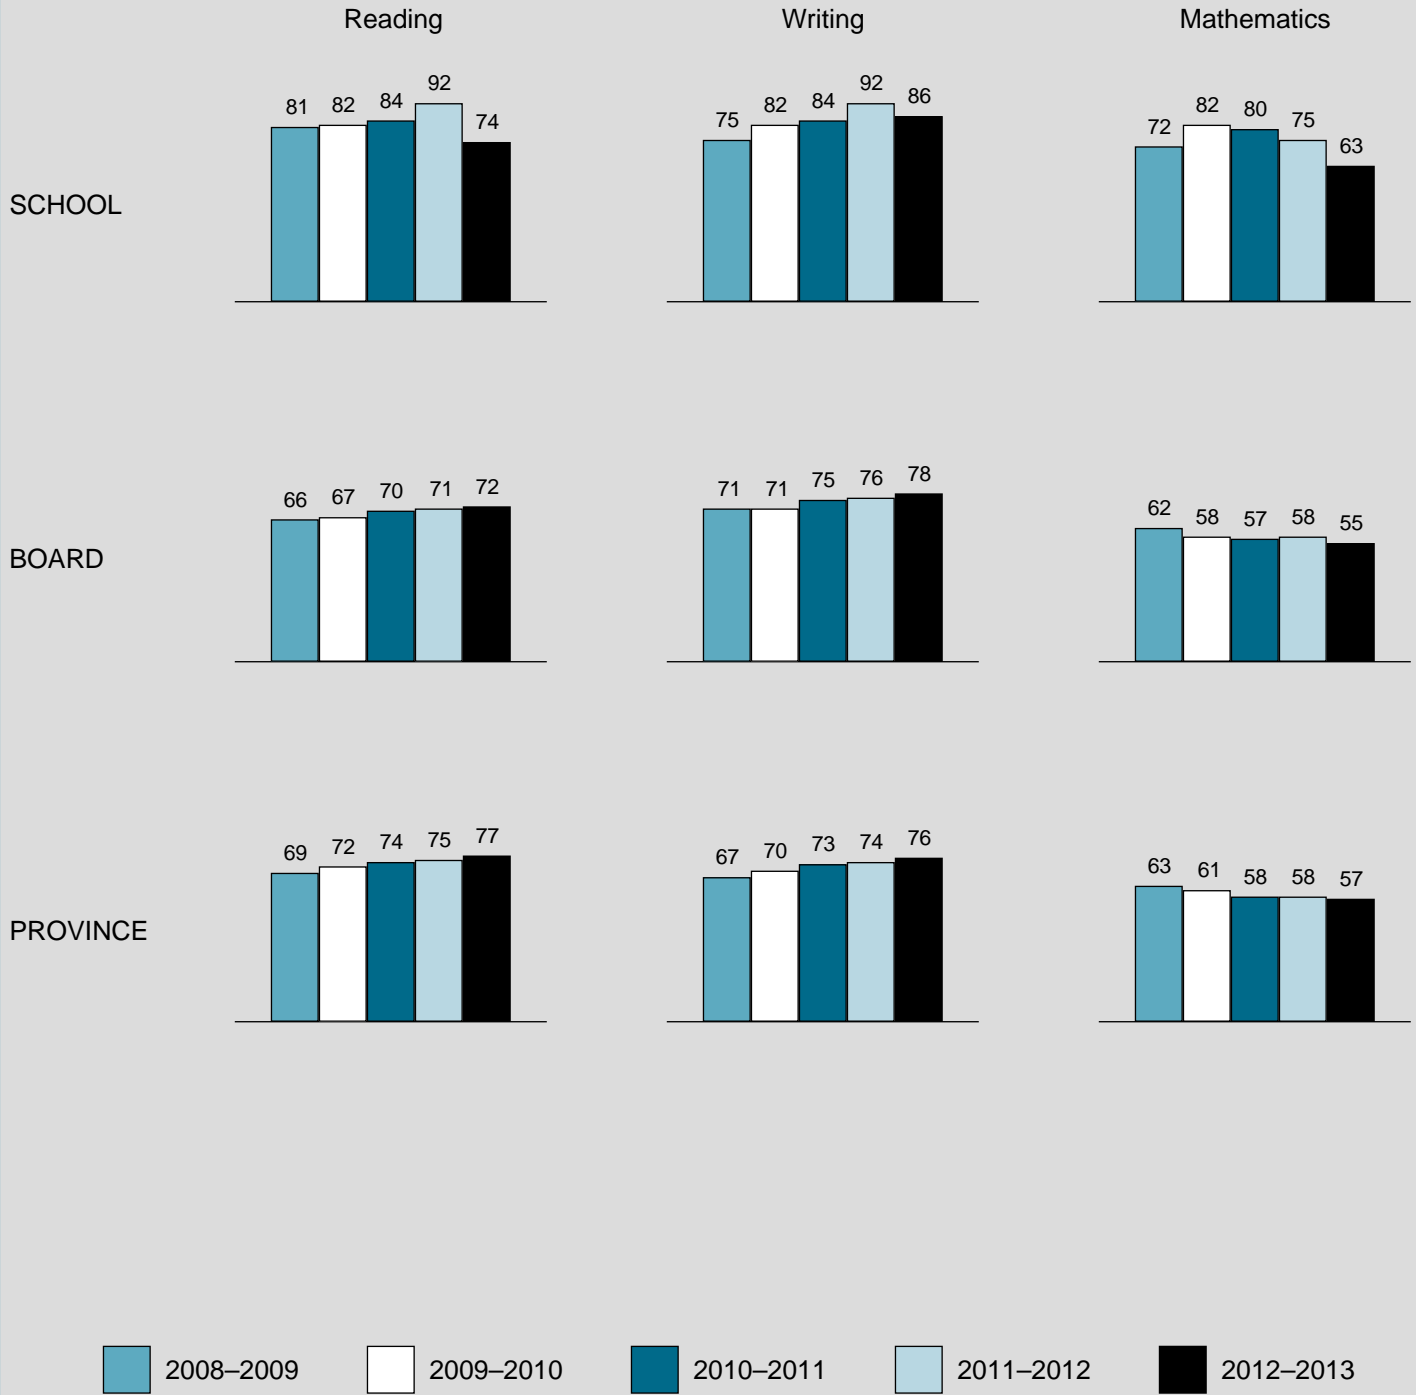 Reading Writing Mathematics
81 82 84 92 74
75 82 84 92 86
72 82 80 75 63
SCHOOL
66 67 70 71 72
71 71 75 76 78
62 58 57 58 55
BOARD
69 72 74 75 77
67 70 73 74 76
63 61 58 58 57
PROVINCE
2008–2009 2009–2010 2010–2011 2011–2012 2012–2013